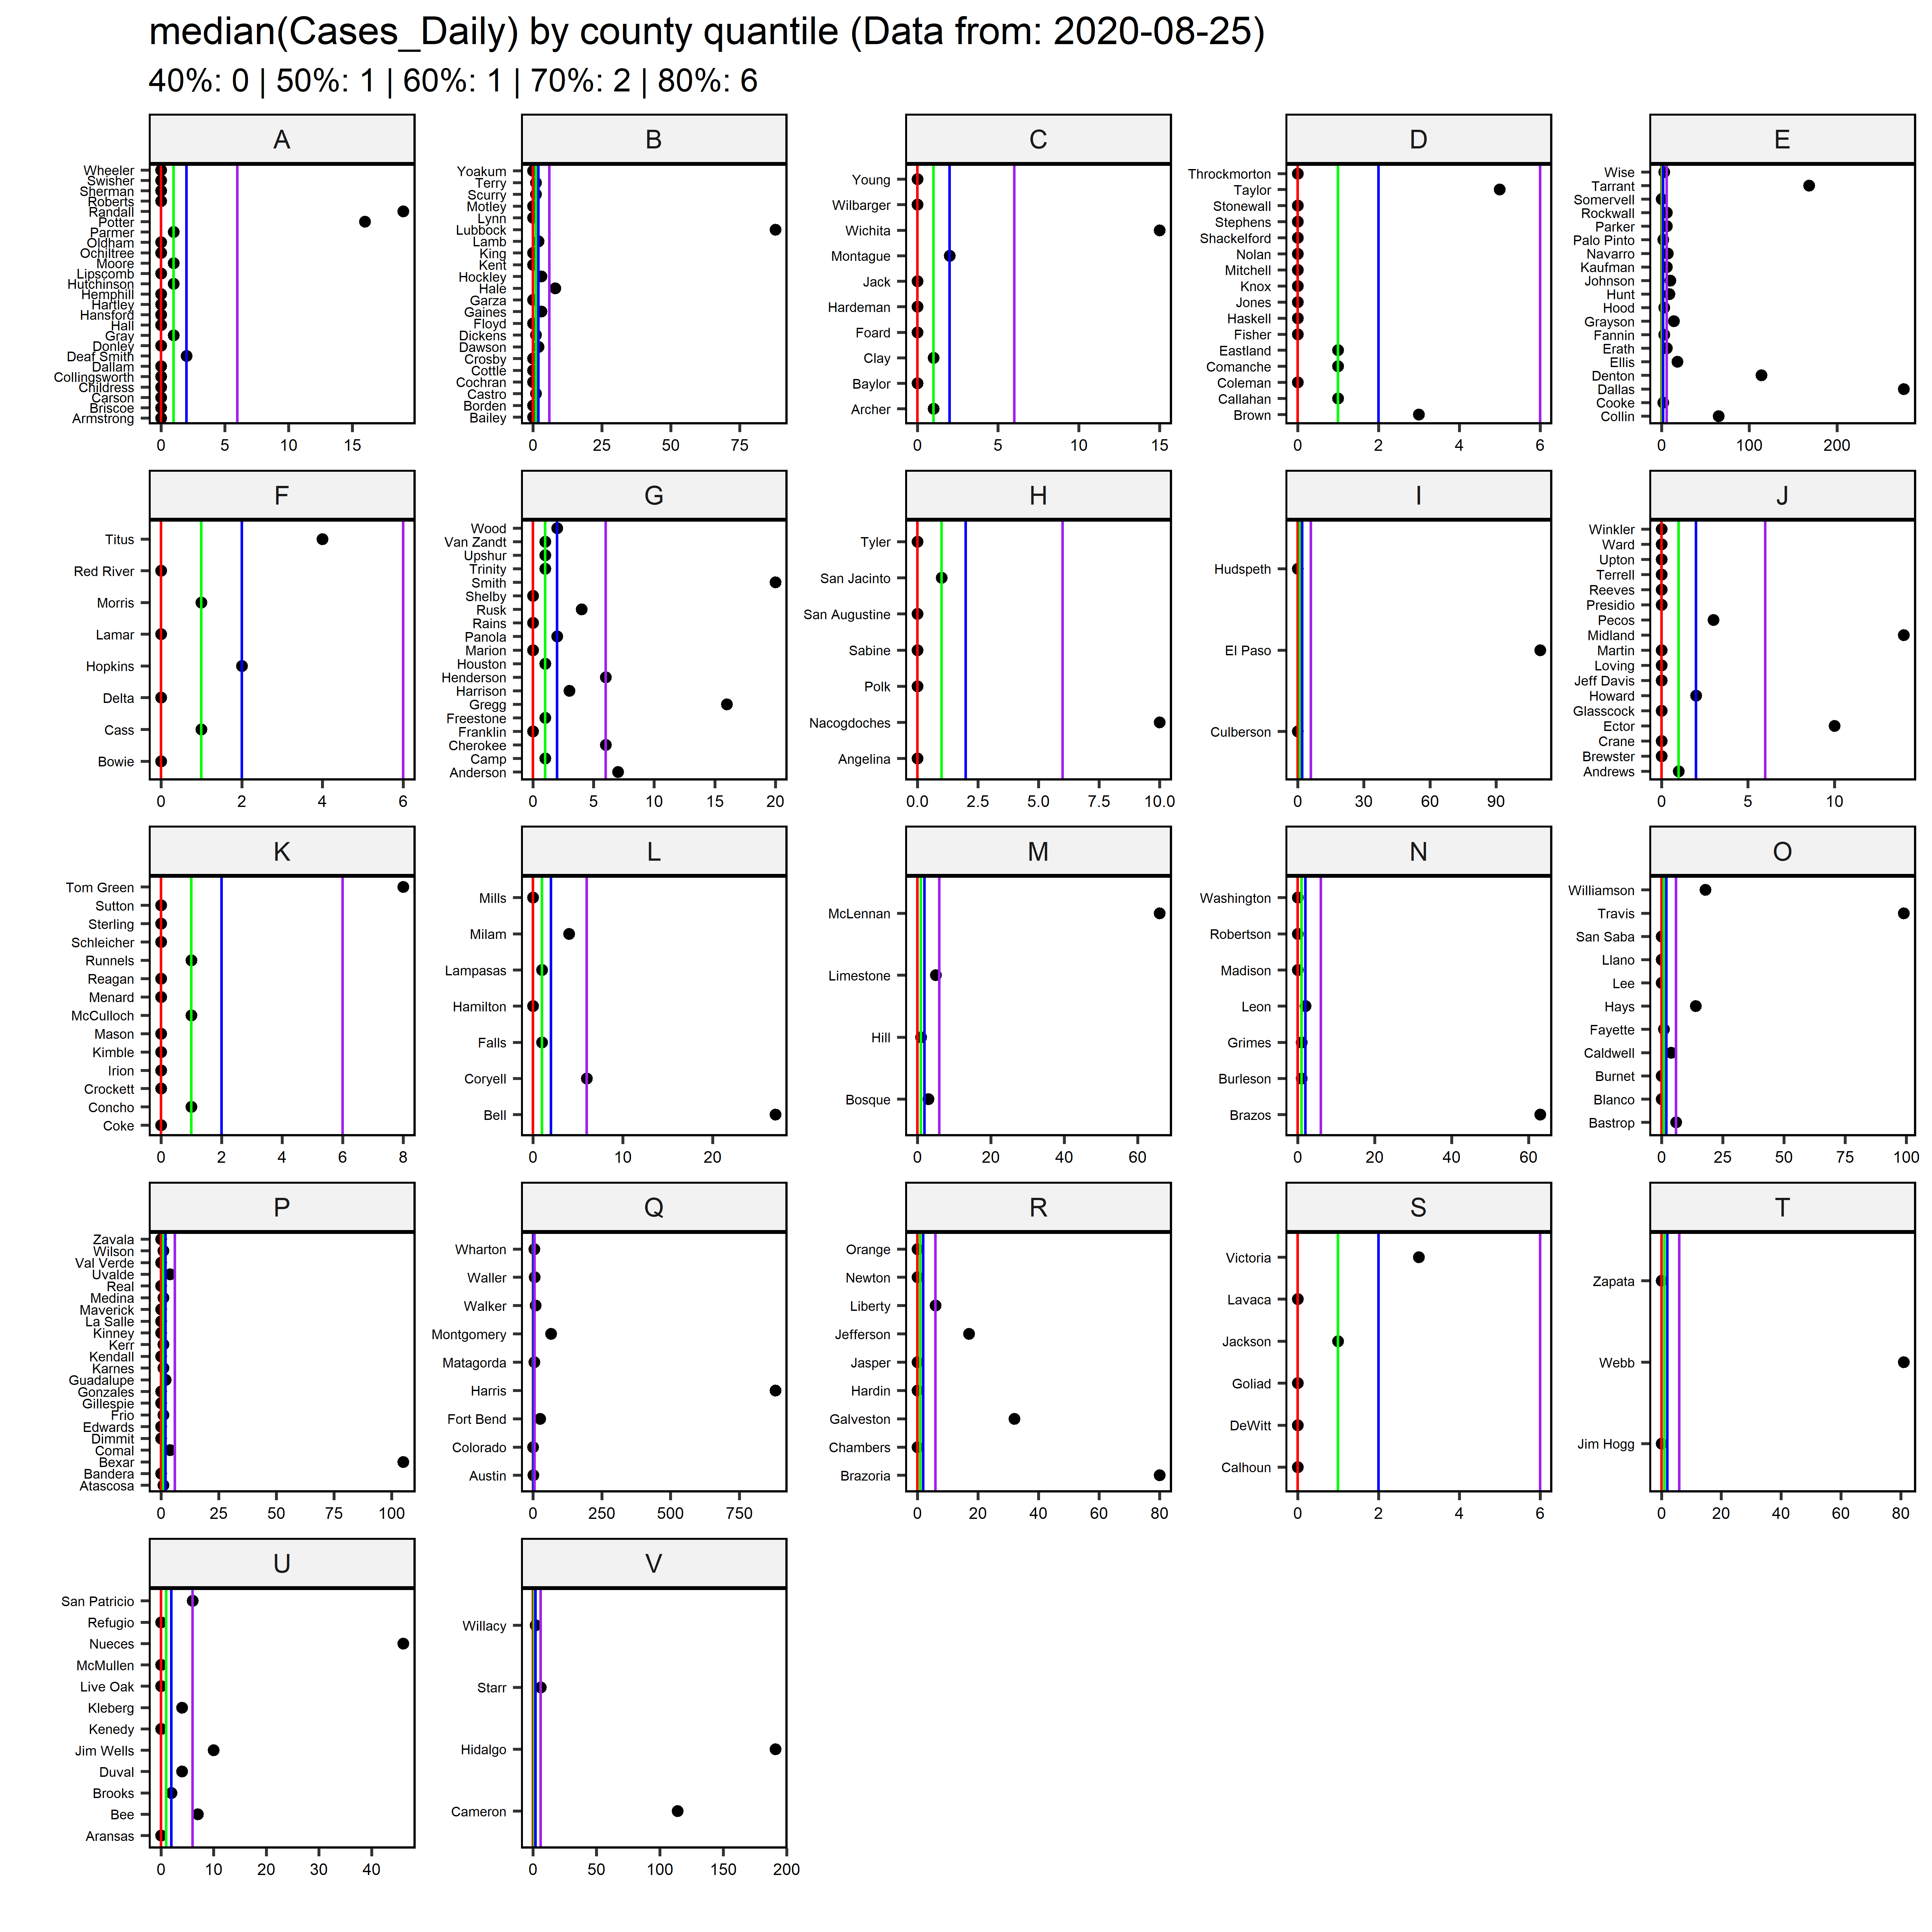 median(Cases_Daily) by county quantile (Data from: 2020-08-25)
40%: 0 | 50%: 1 | 60%: 1 | 70%: 2 | 80%: 6
A
Wheeler
Swisher
Sherman
Roberts
Randall
Potter
Parmer
Oldham
Ochiltree
Moore
Lipscomb
Hutchinson
Hemphill
Hartley
Hansford
Hall
Gray
Donley
Deaf Smith
Dallam
Collingsworth
Childress
Carson
Briscoe
Armstrong
0 5 10 15
B
Yoakum
Terry
Scurry
Motley
Lynn
Lubbock
Lamb
King
Kent
Hockley
Hale
Garza
Gaines
Floyd
Dickens
Dawson
Crosby
Cottle
Cochran
Castro
Borden
Bailey
0 25 50 75
C
Young
Wilbarger
Wichita
Montague
Jack
Hardeman
Foard
Clay
Baylor
Archer
0 5 10 15
D
Throckmorton
Taylor
Stonewall
Stephens
Shackelford
Nolan
Mitchell
Knox
Jones
Haskell
Fisher
Eastland
Comanche
Coleman
Callahan
Brown
0 2 4 6
E
Wise
Tarrant
Somervell
Rockwall
Parker
Palo Pinto
Navarro
Kaufman
Johnson
Hunt
Hood
Grayson
Fannin
Erath
Ellis
Denton
Dallas
Cooke
Collin
0 100 200
F
Titus
Red River
Morris
Lamar
Hopkins
Delta
Cass
Bowie
0 2 4 6
G
Wood
Van Zandt
Upshur
Trinity
Smith
Shelby
Rusk
Rains
Panola
Marion
Houston
Henderson
Harrison
Gregg
Freestone
Franklin
Cherokee
Camp
Anderson
0 5 10 15 20
H
Tyler
San Jacinto
San Augustine
Sabine
Polk
Nacogdoches
Angelina
0.0 2.5 5.0 7.5 10.0
I
Hudspeth
El Paso
Culberson
0 30 60 90
J
Winkler
Ward
Upton
Terrell
Reeves
Presidio
Pecos
Midland
Martin
Loving
Jeff Davis
Howard
Glasscock
Ector
Crane
Brewster
Andrews
0 5 10
K
Tom Green
Sutton
Sterling
Schleicher
Runnels
Reagan
Menard
McCulloch
Mason
Kimble
Irion
Crockett
Concho
Coke
0 2 4 6 8
L
Mills
Milam
Lampasas
Hamilton
Falls
Coryell
Bell
0 10 20
M
McLennan
Limestone
Hill
Bosque
0 20 40 60
N
Washington
Robertson
Madison
Leon
Grimes
Burleson
Brazos
0 20 40 60
O
Williamson
Travis
San Saba
Llano
Lee
Hays
Fayette
Caldwell
Burnet
Blanco
Bastrop
0 25 50 75 100
P
Zavala
Wilson
Val Verde
Uvalde
Real
Medina
Maverick
La Salle
Kinney
Kerr
Kendall
Karnes
Guadalupe
Gonzales
Gillespie
Frio
Edwards
Dimmit
Comal
Bexar
Bandera
Atascosa
0 25 50 75 100
Q
Wharton
Waller
Walker
Montgomery
Matagorda
Harris
Fort Bend
Colorado
Austin
0 250 500 750
R
Orange
Newton
Liberty
Jefferson
Jasper
Hardin
Galveston
Chambers
Brazoria
0 20 40 60 80
S
Victoria
Lavaca
Jackson
Goliad
DeWitt
Calhoun
0 2 4 6
T
Zapata
Webb
Jim Hogg
0 20 40 60 80
U
San Patricio
Refugio
Nueces
McMullen
Live Oak
Kleberg
Kenedy
Jim Wells
Duval
Brooks
Bee
Aransas
0 10 20 30 40
V
Willacy
Starr
Hidalgo
Cameron
0 50 100 150 200